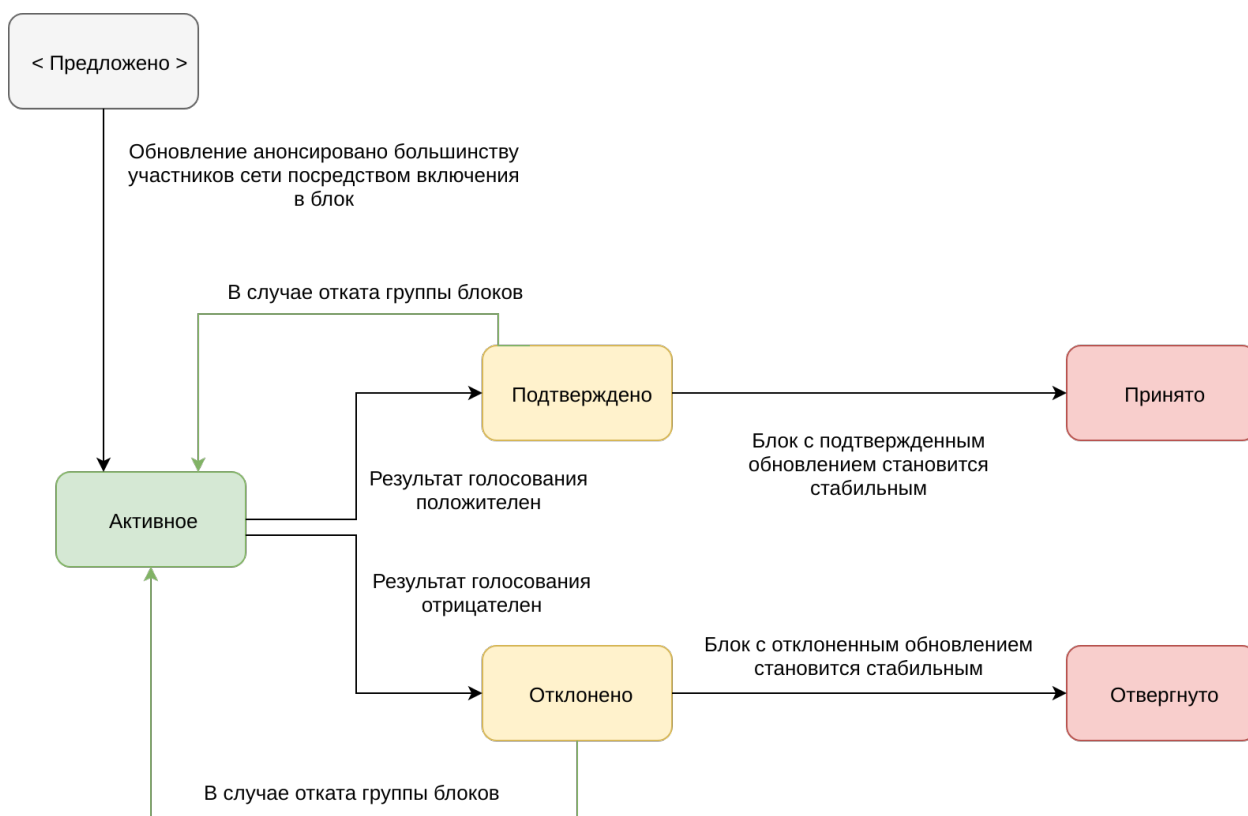 < Предложено >
Обновление анонсировано большинству
участников сети посредством включения
в блок
В случае отката группы блоков
Подтверждено
Принято
Блок с подтвержденным
обновлением становится
стабильным
Результат голосования
положителен
Активное
Результат голосования
отрицателен
Блок с отклоненным обновлением
становится стабильным
Отклонено
Отвергнуто
В случае отката группы блоков